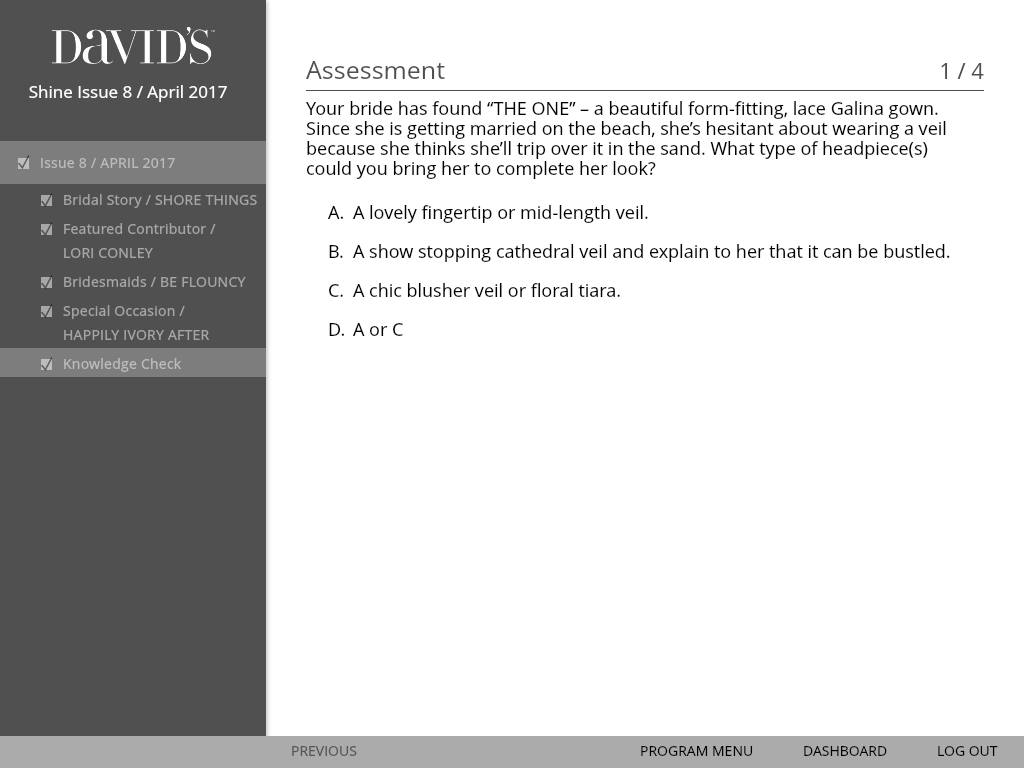 DAVID'S™
Shine Issue 8 / April 2017
Issue 8 / APRIL 2017
Bridal Story / SHORE THINGS
Featured Contributor /
LORI CONLEY
Bridesmaids / BE FLOUNCY
Special Occasion /
HAPPILY IVORY AFTER
Knowledge Check
Assessment
1 / 4
Your bride has found “THE ONE” – a beautiful form-fitting, lace Galina gown.
Since she is getting married on the beach, she’s hesitant about wearing a veil
because she thinks she’ll trip over it in the sand. What type of headpiece(s)
could you bring her to complete her look?
A. A lovely fingertip or mid-length veil.
B. A show stopping cathedral veil and explain to her that it can be bustled.
C. A chic blusher veil or floral tiara.
D. A or C
PREVIOUS
PROGRAM MENU
DASHBOARD
LOG OUT